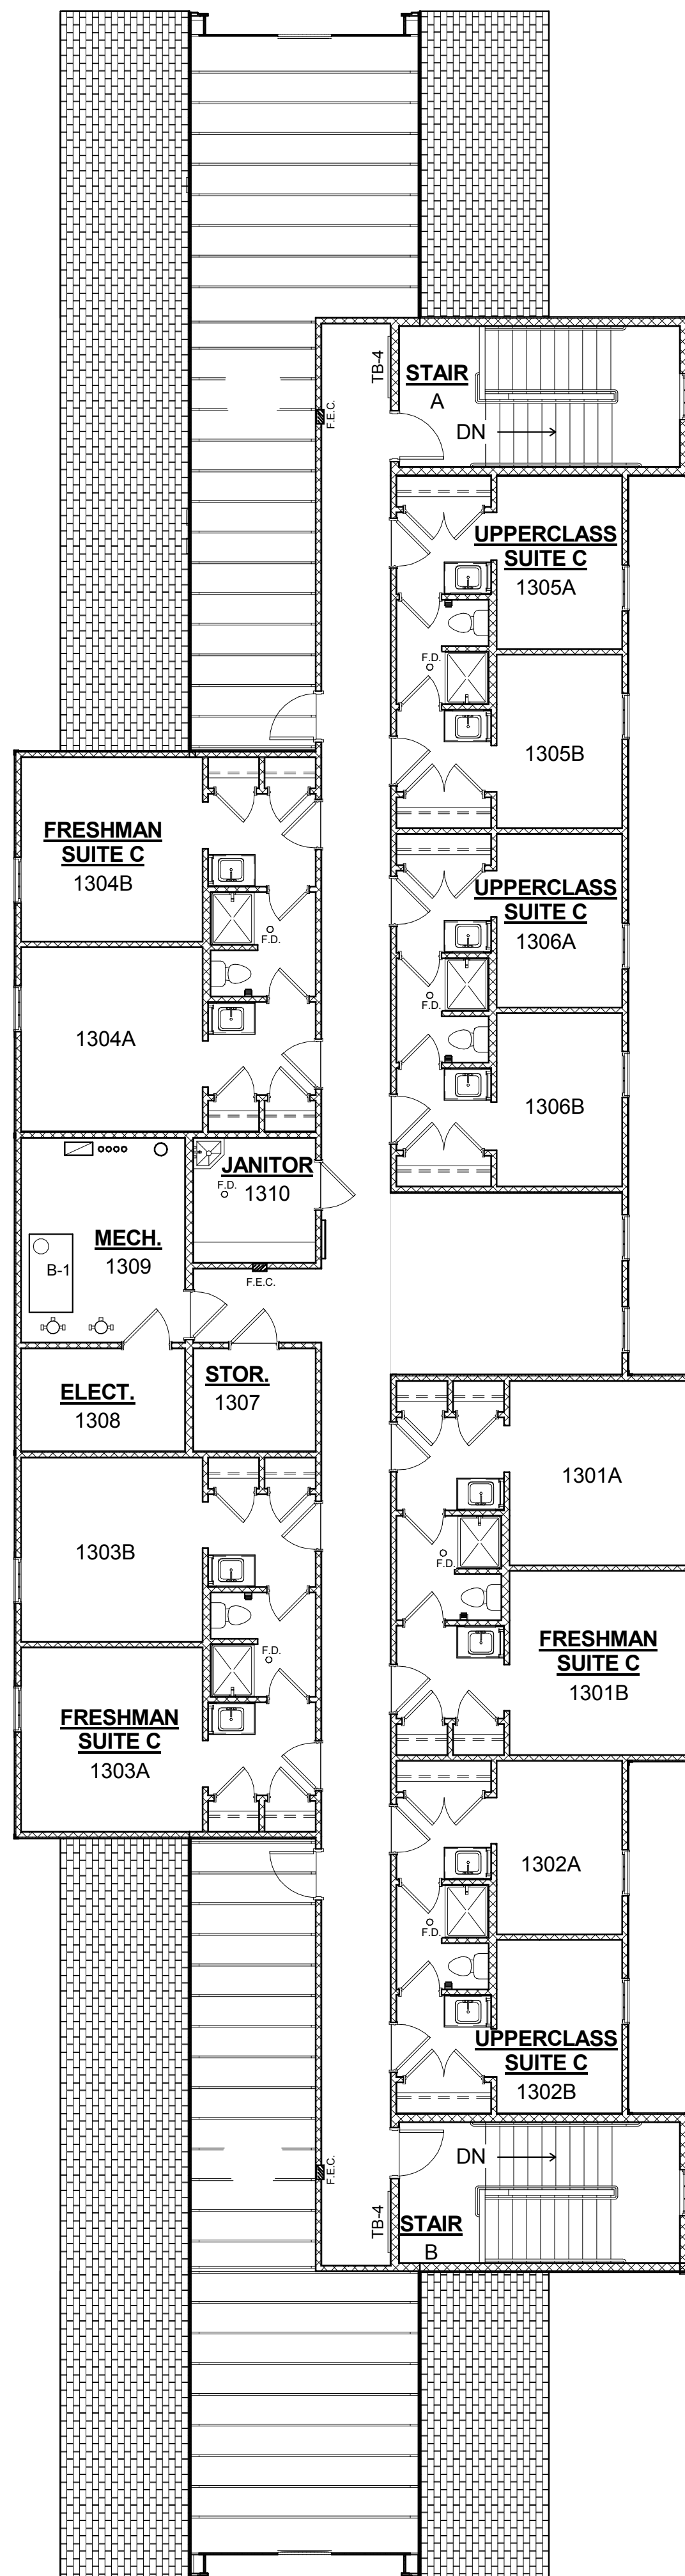 TB-4
STAIR
A
F.E.C.
DN
UPPERCLASS
SUITE C
1305A
F.D.
1305B
FRESHMAN
SUITE C
1304B
F.D.
UPPERCLASS
SUITE C
1306A
F.D.
1304A
1306B
JANITOR
1310
F.D.
MECH.
1309
B-1
F.E.C.
ELECT.
1308
STOR.
1307
1301A
1303B
F.D.
FRESHMAN
SUITE C
1301B
F.D.
FRESHMAN
SUITE C
1303A
1302A
F.D.
UPPERCLASS
SUITE C
1302B
DN
F.E.C.
TB-4
STAIR
B